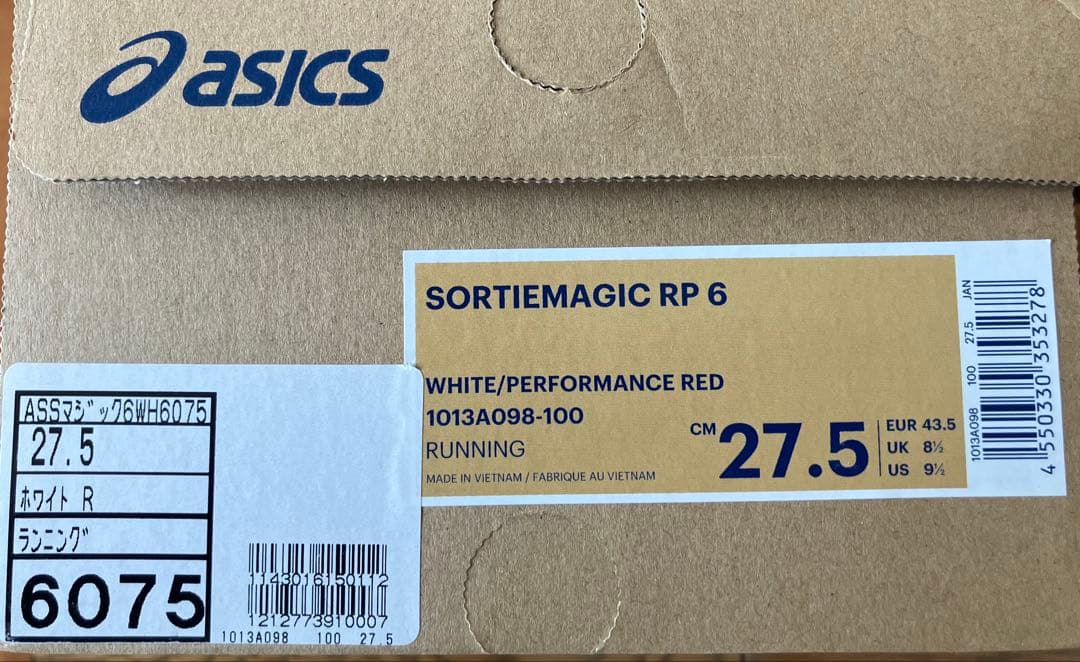 asics
SORTIEMAGIC RP 6
WHITE/PERFORMANCE RED
1013A098-100
RUNNING
MADE IN VIETNAM / FABRIQUE AU VIETNAM
CM 27.5
EUR 43.5
UK 8½
US 9½
1013A098 100 27.5 JAN
4 550330 353278
ASSマジック6WH6075
27.5
ホワイト R
ランニング
6075
1143016150112
1212773910007
1013A098 100 27.5